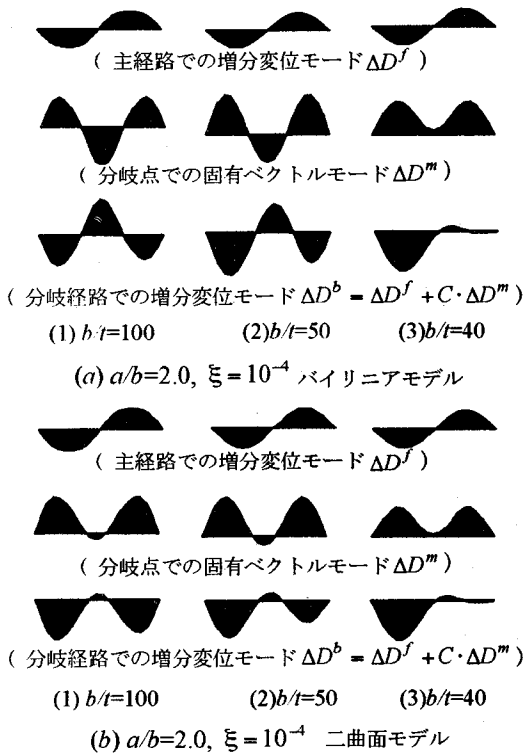 ( 主経路での増分変位モード ΔD^f )
( 分岐点での固有ベクトルモード ΔD^m )
( 分岐経路での増分変位モード ΔD^b = ΔD^f + C·ΔD^m )
(1) b/t=100 (2)b/t=50 (3)b/t=40
(a) a/b=2.0, ξ = 10^-4 バイリニアモデル
( 主経路での増分変位モード ΔD^f )
( 分岐点での固有ベクトルモード ΔD^m )
( 分岐経路での増分変位モード ΔD^b = ΔD^f + C·ΔD^m )
(1) b/t=100 (2)b/t=50 (3)b/t=40
(b) a/b=2.0, ξ = 10^-4 二曲面モデル